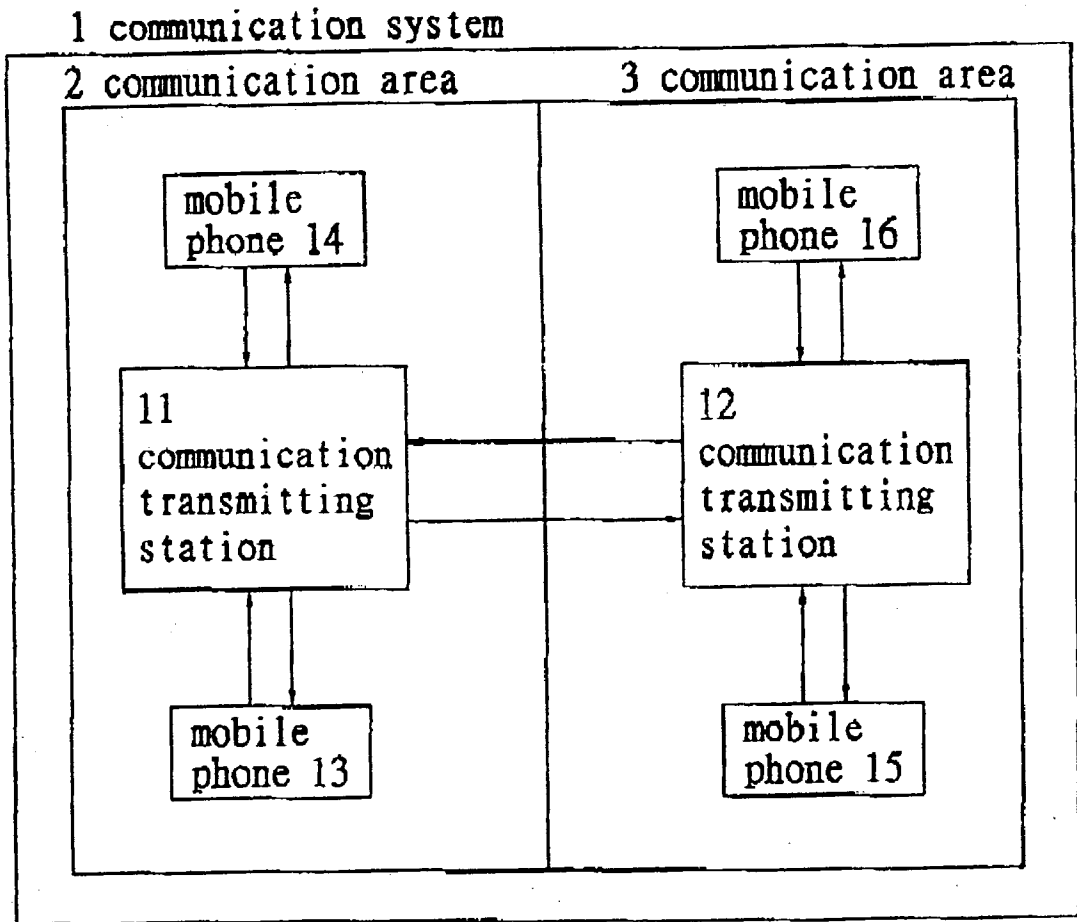 1 communication system
2 communication area
3 communication area
mobile
phone 14
mobile
phone 16
11
communication
transmitting
station
12
communication
transmitting
station
mobile
phone 13
mobile
phone 15